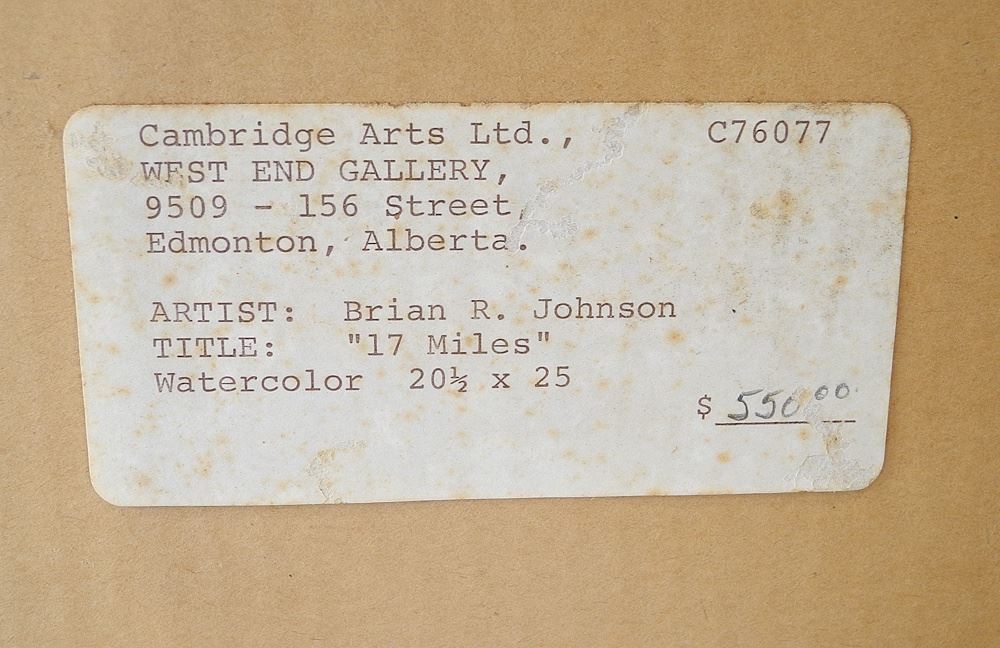 Cambridge Arts Ltd., C76077
WEST END GALLERY,
9509 - 156 Street,
Edmonton, Alberta.
ARTIST: Brian R. Johnson
TITLE: "17 Miles"
Watercolor 20½ x 25
$ 550.00